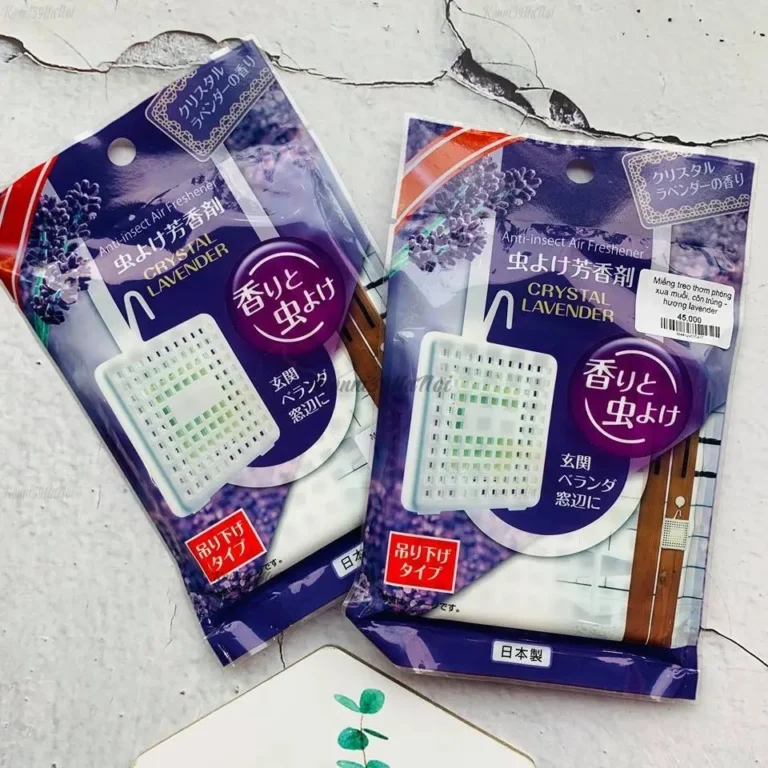 クリスタル
ラベンダーの香り
Anti-insect Air Freshener
虫よけ芳香剤
CRYSTAL
LAVENDER
香りと
虫よけ
玄関
ベランダ
窓辺に
吊り下げ
タイプ
です。
日本
クリスタル
ラベンダーの香り
Anti-insect Air Freshener
虫よけ芳香剤
CRYSTAL
LAVENDER
Miếng treo thơm phòng
xua muỗi, côn trùng -
hương lavender
45,000
香りと
虫よけ
玄関
ベランダ
窓辺に
吊り下げ
タイプ
です。
日本製